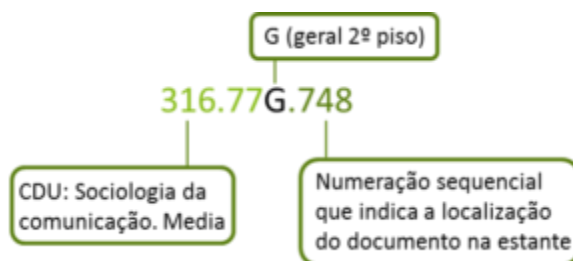 G (geral 2º piso)
316.77G.748
CDU: Sociologia da
comunicação. Media
Numeração sequencial
que indica a localização
do documento na estante